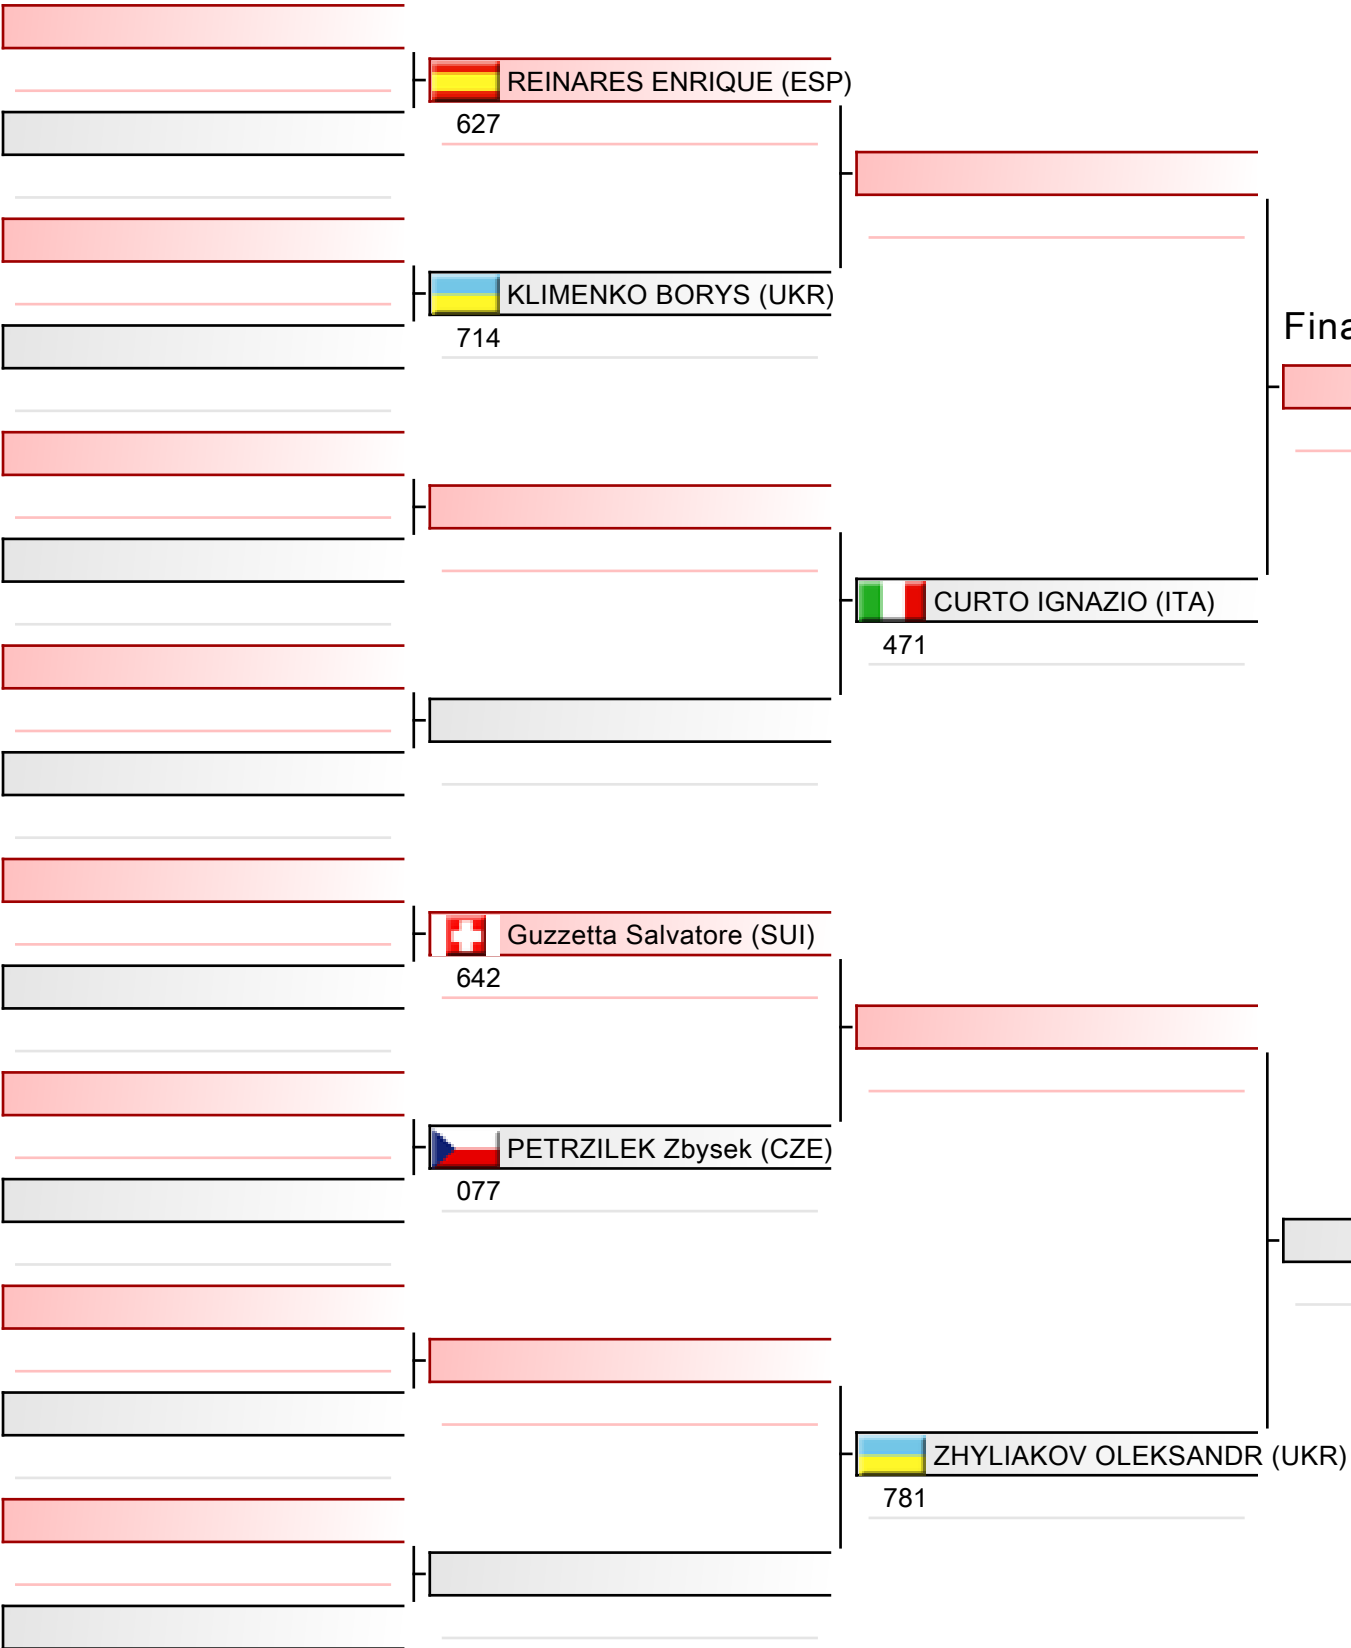 REINARES ENRIQUE (ESP)
627
KLIMENKO BORYS (UKR)
714
Fina
CURTO IGNAZIO (ITA)
471
Guzzetta Salvatore (SUI)
642
PETRZILEK Zbysek (CZE)
077
ZHYLIAKOV OLEKSANDR (UKR)
781